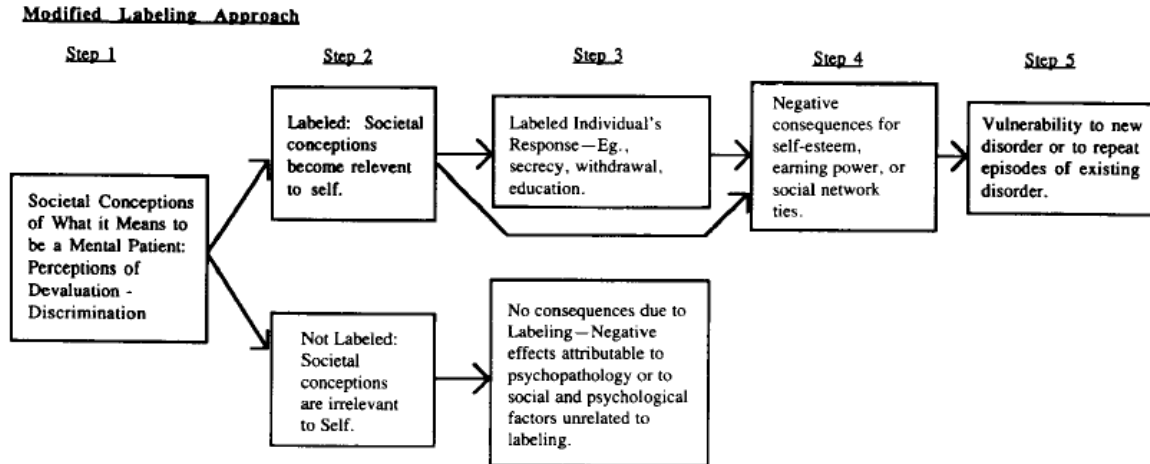 Modified Labeling Approach
Step 1
Step 2
Step 3
Step 4
Step 5
Societal Conceptions
of What it Means to
be a Mental Patient:
Perceptions of
Devaluation -
Discrimination
Labeled: Societal
conceptions
become relevent
to self.
Labeled Individual's
Response—Eg.,
secrecy, withdrawal,
education.
Negative
consequences for
self-esteem,
earning power, or
social network
ties.
Vulnerability to new
disorder or to repeat
episodes of existing
disorder.
Not Labeled:
Societal
conceptions
are irrelevant
to Self.
No consequences due to
Labeling—Negative
effects attributable to
psychopathology or to
social and psychological
factors unrelated to
labeling.